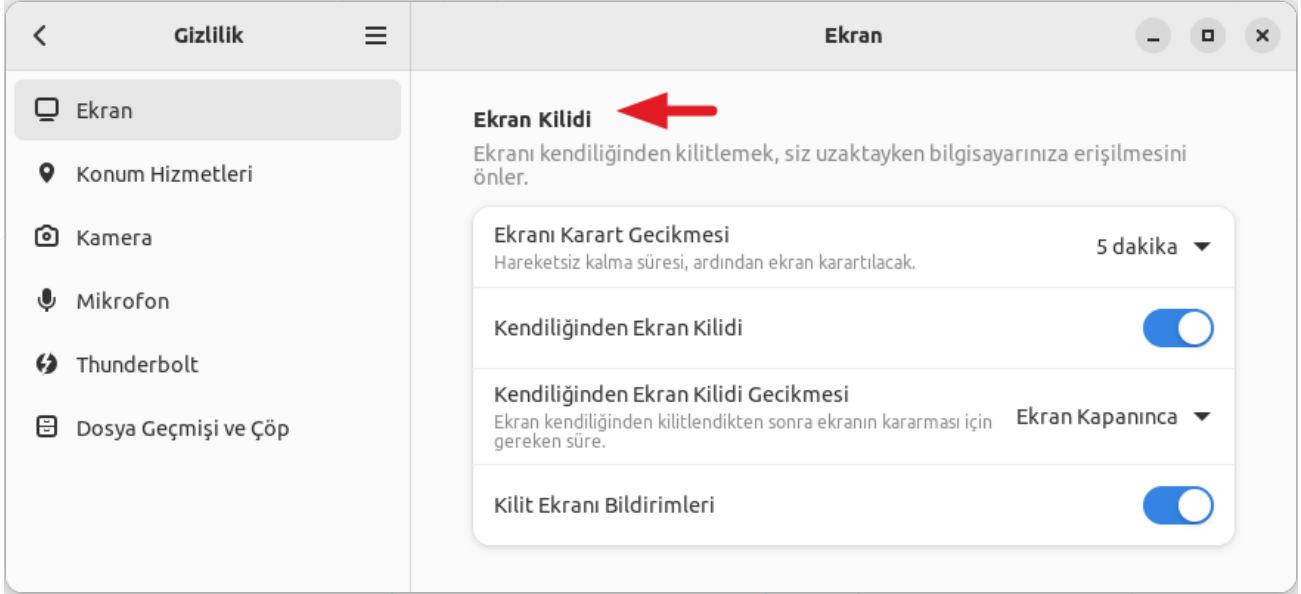 Gizlilik
Ekran
Ekran
Konum Hizmetleri
Kamera
Mikrofon
Thunderbolt
Dosya Geçmişi ve Çöp
Ekran Kilidi
Ekranı kendiliğinden kilitlemek, siz uzaktayken bilgisayarınıza erişilmesini
önler.
Ekranı Karart Gecikmesi
Hareketsiz kalma süresi, ardından ekran karartılacak.
5 dakika
Kendiliğinden Ekran Kilidi
Kendiliğinden Ekran Kilidi Gecikmesi
Ekran kendiliğinden kilitlendikten sonra ekranın kararması için
gereken süre.
Ekran Kapanınca
Kilit Ekranı Bildirimleri